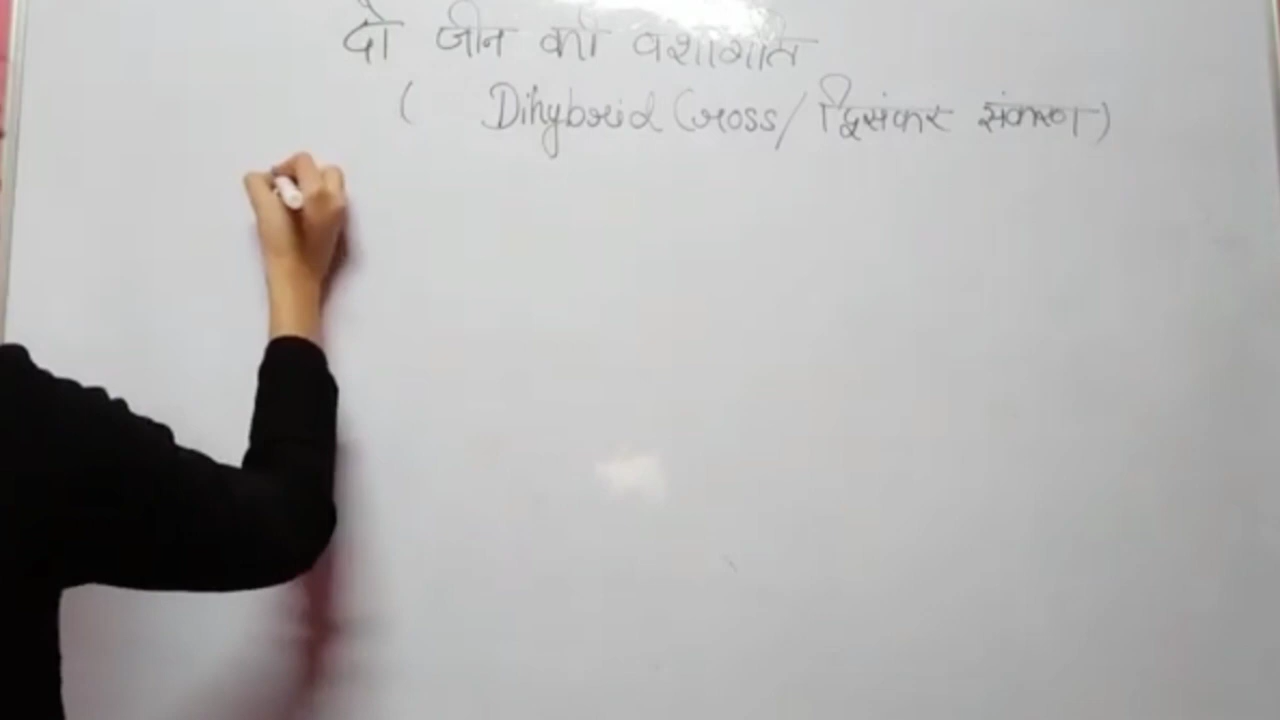 दो जीन की वंशागति
( Dihybrid Cross/ द्विसंकर संकरण)